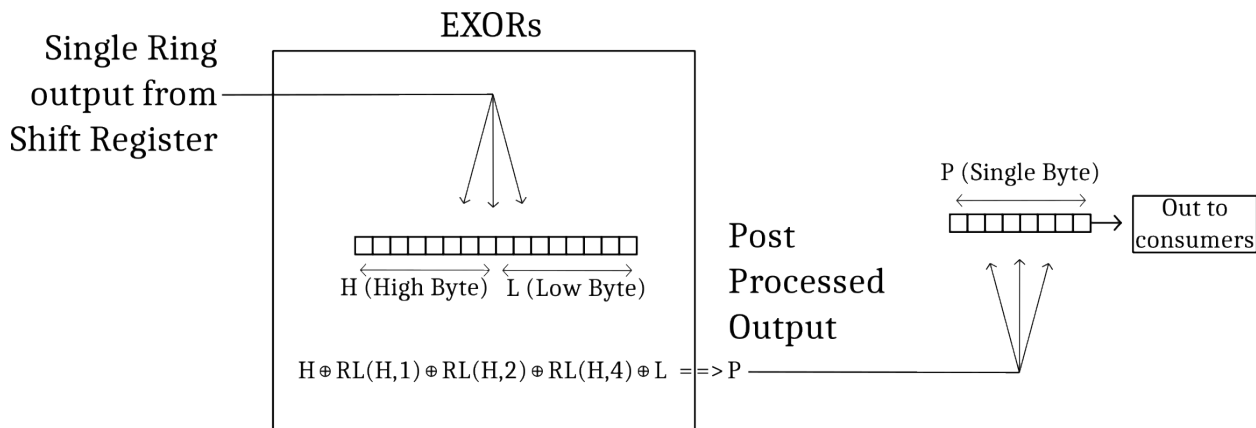 EXORs
Single Ring
output from
Shift Register
H (High Byte)
L (Low Byte)
H⊕RL(H,1)⊕RL(H,2)⊕RL(H,4)⊕L ==>P
Post
Processed
Output
P (Single Byte)
Out to
consumers